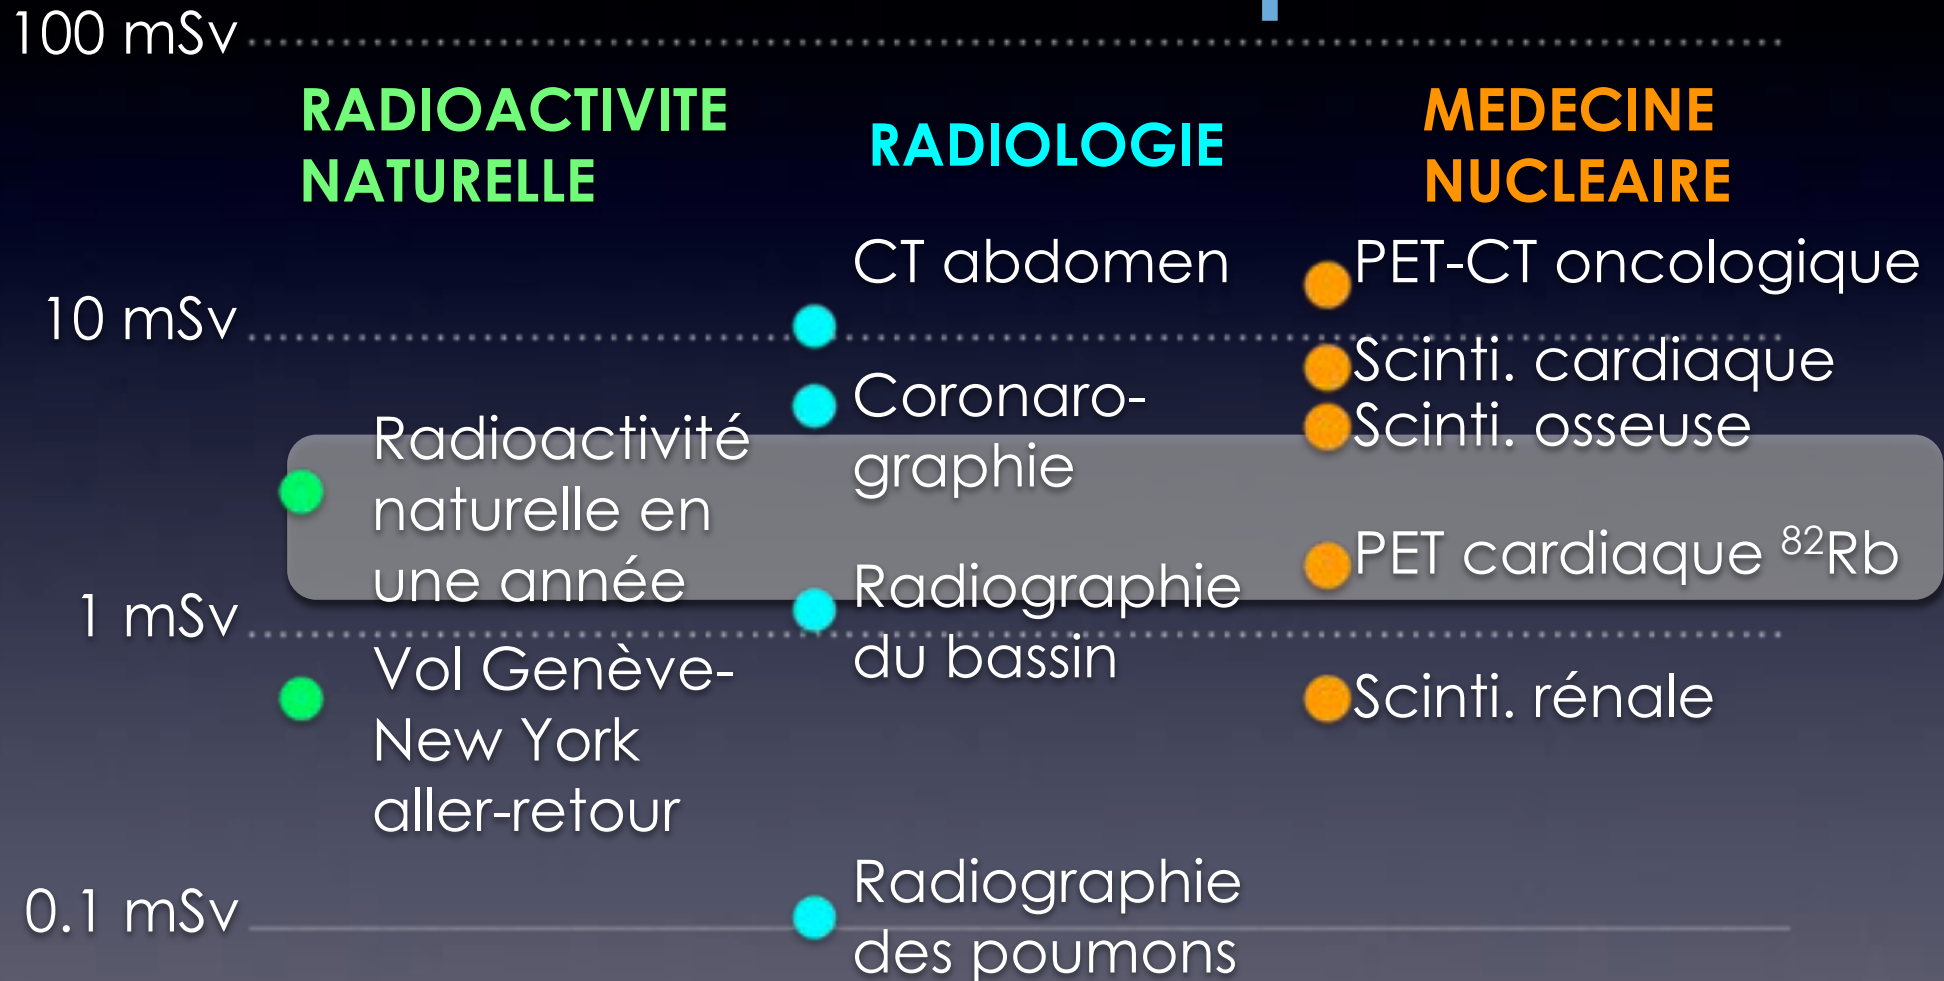 100 mSv
RADIOACTIVITE
NATURELLE
RADIOLOGIE
MEDECINE
NUCLEAIRE
CT abdomen
PET-CT oncologique
10 mSv
Scinti. cardiaque
Coronaro-
graphie
Scinti. osseuse
Radioactivité
naturelle en
une année
PET cardiaque ⁸²Rb
1 mSv
Radiographie
du bassin
Vol Genève-
New York
aller-retour
Scinti. rénale
0.1 mSv
Radiographie
des poumons